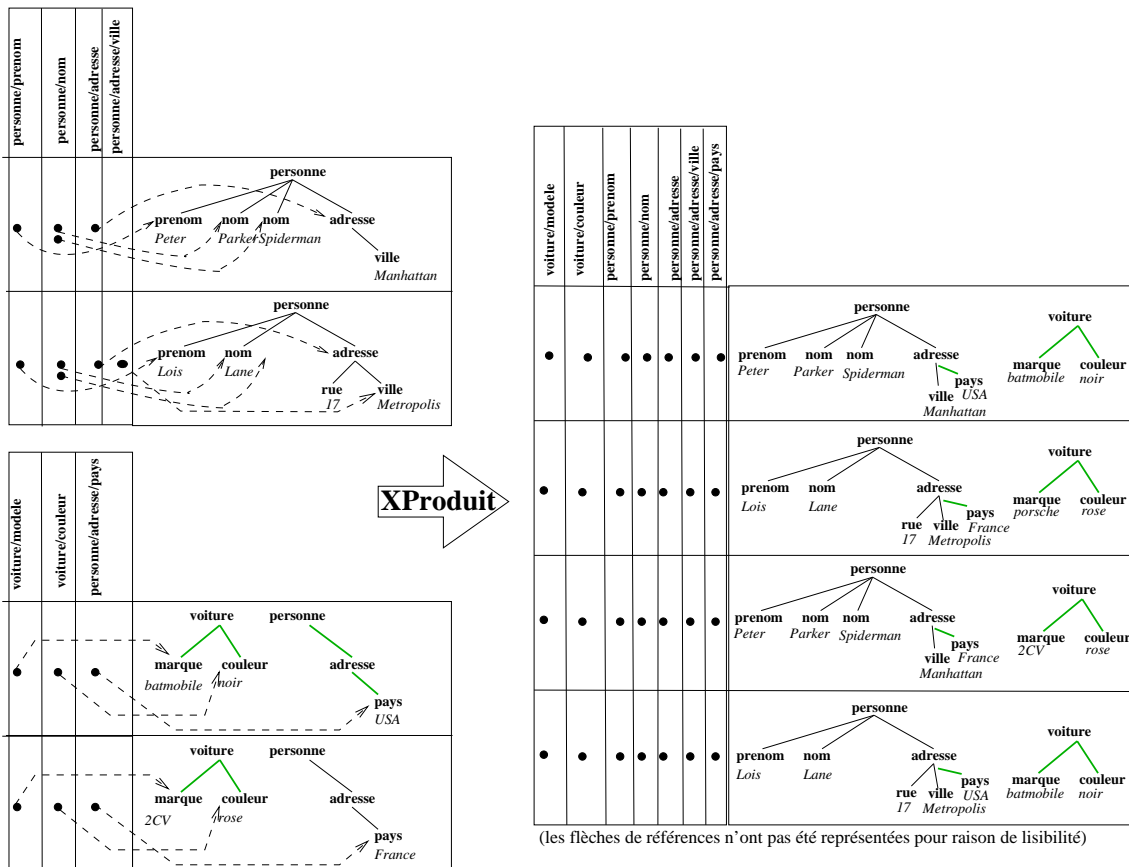 personne/prenom
personne/nom
personne/adresse
personne/adresse/ville
personne
prenom nom nom adresse
Peter Parker Spiderman
ville
Manhattan
personne
prenom nom adresse
Lois Lane
rue ville
17 Metropolis
voiture/modele
voiture/couleur
personne/adresse/pays
voiture personne
marque couleur adresse
batmobile noir
pays
USA
voiture personne
marque couleur adresse
2CV rose
pays
France
XProduit
voiture/modele
voiture/couleur
personne/prenom
personne/nom
personne/adresse
personne/adresse/ville
personne/adresse/pays
personne voiture
prenom nom nom adresse marque couleur
Peter Parker Spiderman batmobile noir
pays
USA
ville
Manhattan
personne voiture
prenom nom adresse marque couleur
Lois Lane porsche rose
rue ville pays
17 Metropolis France
personne voiture
prenom nom nom adresse marque couleur
Peter Parker Spiderman 2CV rose
pays
France
ville
Manhattan
personne voiture
prenom nom adresse marque couleur
Lois Lane batmobile noir
rue ville pays
17 Metropolis USA
(les flèches de références n'ont pas été représentées pour raison de lisibilité)